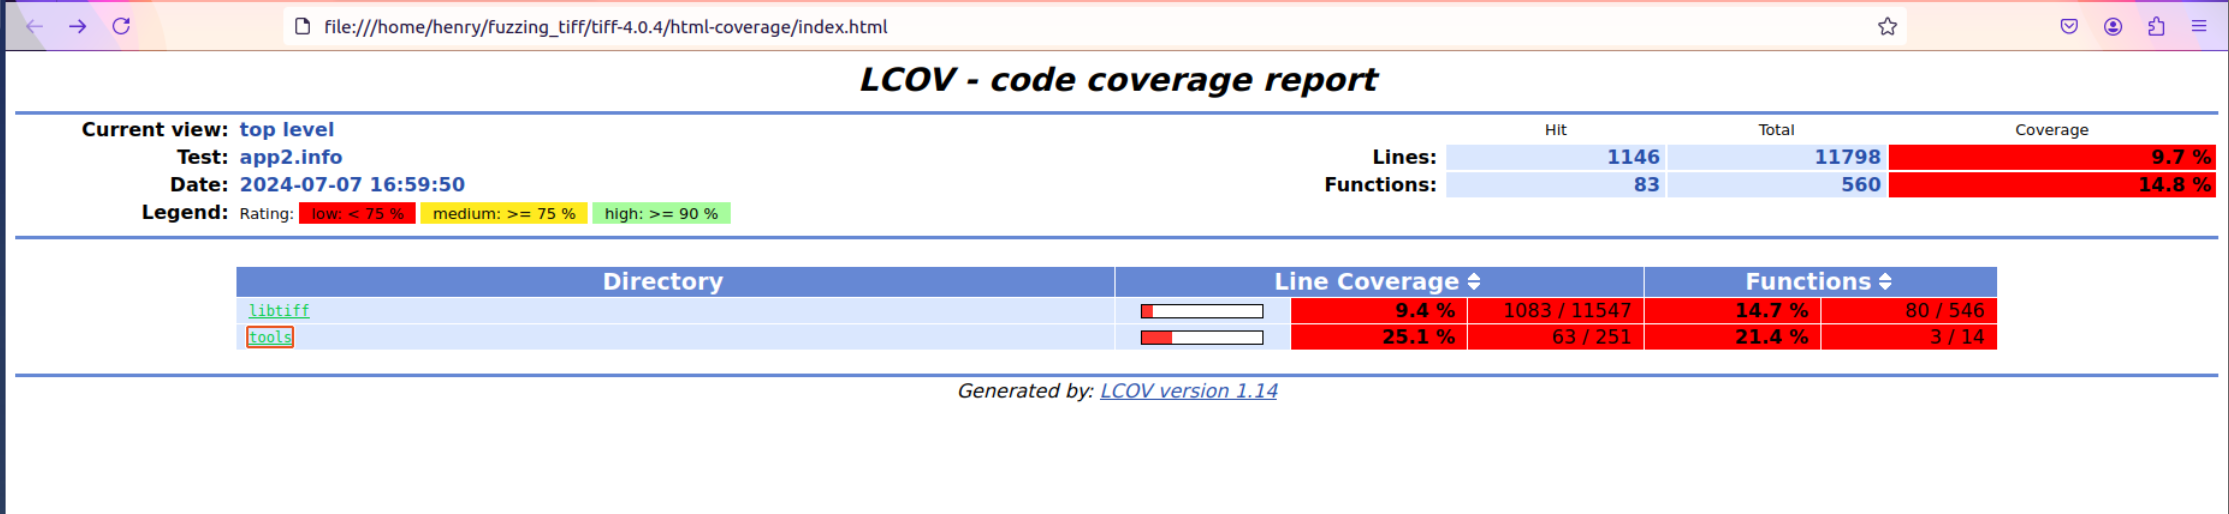 file:///home/henry/fuzzing_tiff/tiff-4.0.4/html-coverage/index.html
LCOV - code coverage report
Current view: top level Hit Total Coverage
Test: app2.info Lines: 1146 11798 9.7 %
Date: 2024-07-07 16:59:50 Functions: 83 560 14.8 %
Legend: Rating: low: < 75 % medium: >= 75 % high: >= 90 %
Directory Line Coverage Functions
libtiff 9.4 % 1083 / 11547 14.7 % 80 / 546
tools 25.1 % 63 / 251 21.4 % 3 / 14
Generated by: LCOV version 1.14